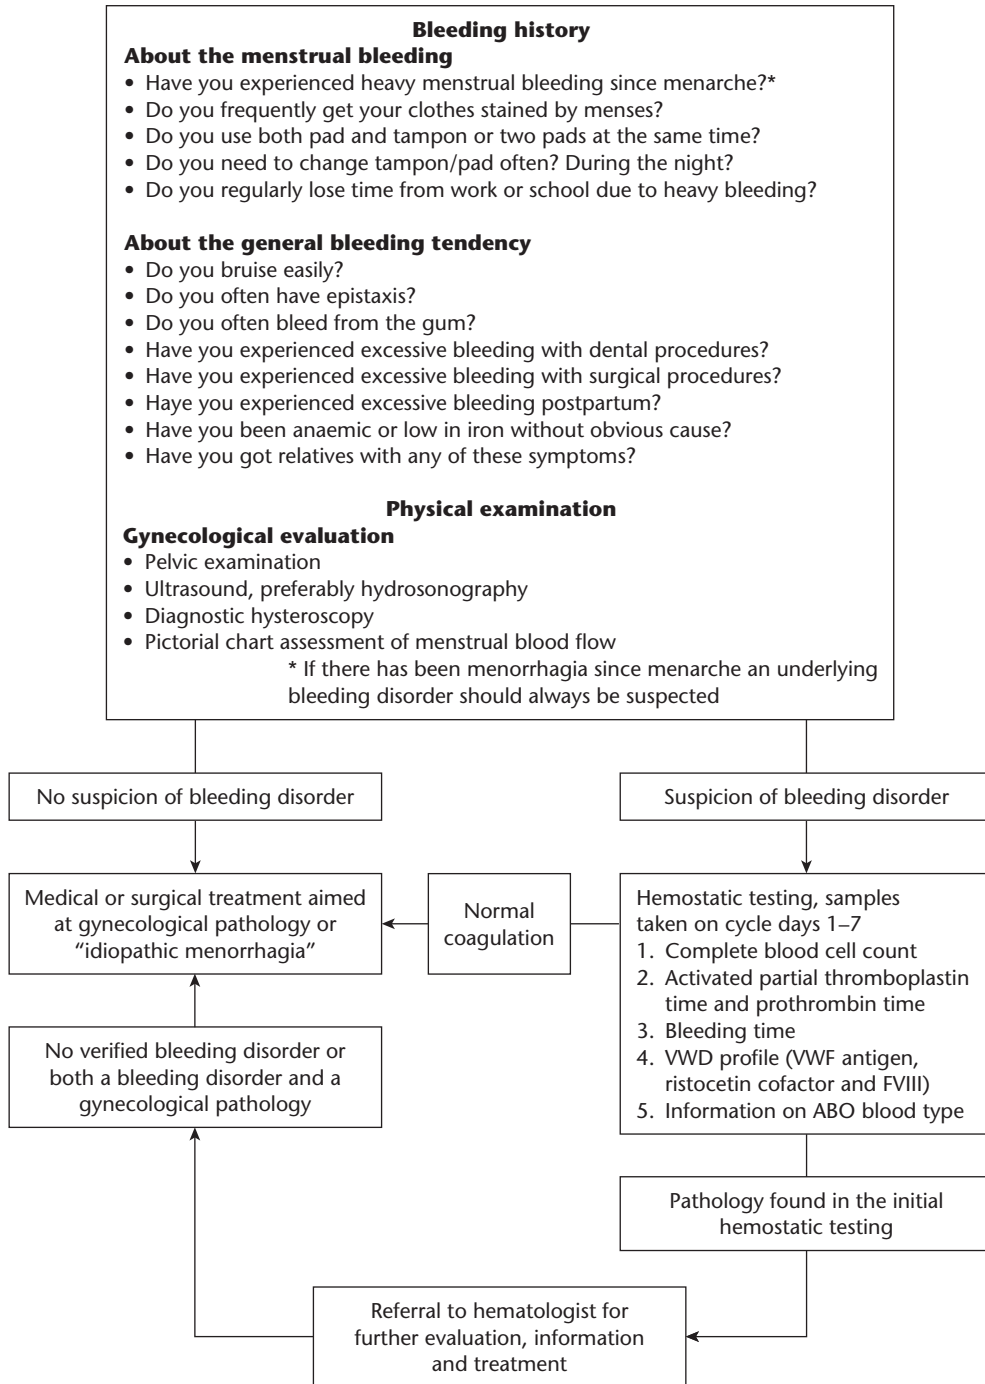 Bleeding history
About the menstrual bleeding
• Have you experienced heavy menstrual bleeding since menarche?*
• Do you frequently get your clothes stained by menses?
• Do you use both pad and tampon or two pads at the same time?
• Do you need to change tampon/pad often? During the night?
• Do you regularly lose time from work or school due to heavy bleeding?
About the general bleeding tendency
• Do you bruise easily?
• Do you often have epistaxis?
• Do you often bleed from the gum?
• Have you experienced excessive bleeding with dental procedures?
• Have you experienced excessive bleeding with surgical procedures?
• Haye you experienced excessive bleeding postpartum?
• Have you been anaemic or low in iron without obvious cause?
• Have you got relatives with any of these symptoms?
Physical examination
Gynecological evaluation
• Pelvic examination
• Ultrasound, preferably hydrosonography
• Diagnostic hysteroscopy
• Pictorial chart assessment of menstrual blood flow
* If there has been menorrhagia since menarche an underlying
bleeding disorder should always be suspected
No suspicion of bleeding disorder
Suspicion of bleeding disorder
Medical or surgical treatment aimed
at gynecological pathology or
“idiopathic menorrhagia”
Normal
coagulation
Hemostatic testing, samples
taken on cycle days 1–7
1. Complete blood cell count
2. Activated partial thromboplastin
time and prothrombin time
3. Bleeding time
4. VWD profile (VWF antigen,
ristocetin cofactor and FVIII)
5. Information on ABO blood type
No verified bleeding disorder or
both a bleeding disorder and a
gynecological pathology
Pathology found in the initial
hemostatic testing
Referral to hematologist for
further evaluation, information
and treatment